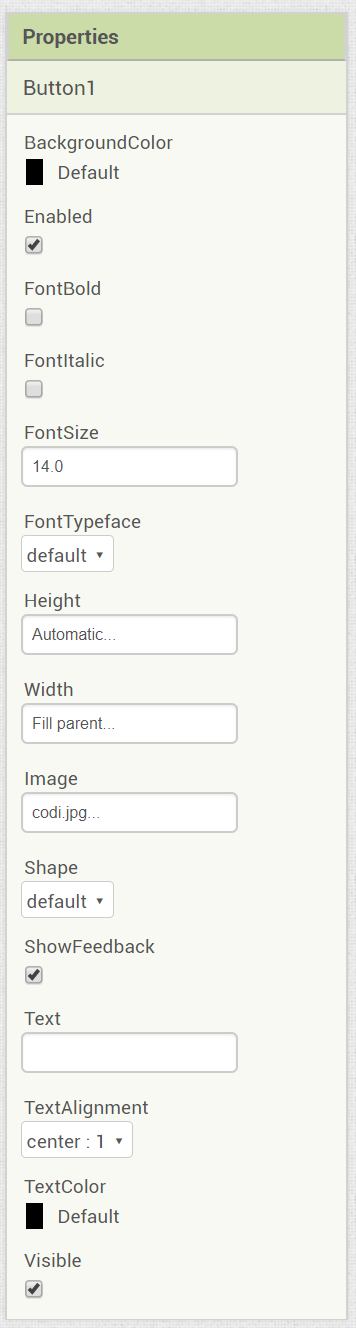 Properties
Button1
BackgroundColor
Default
Enabled
FontBold
FontItalic
FontSize
14.0
FontTypeface
default
Height
Automatic...
Width
Fill parent...
Image
codi.jpg...
Shape
default
ShowFeedback
Text
TextAlignment
center : 1
TextColor
Default
Visible